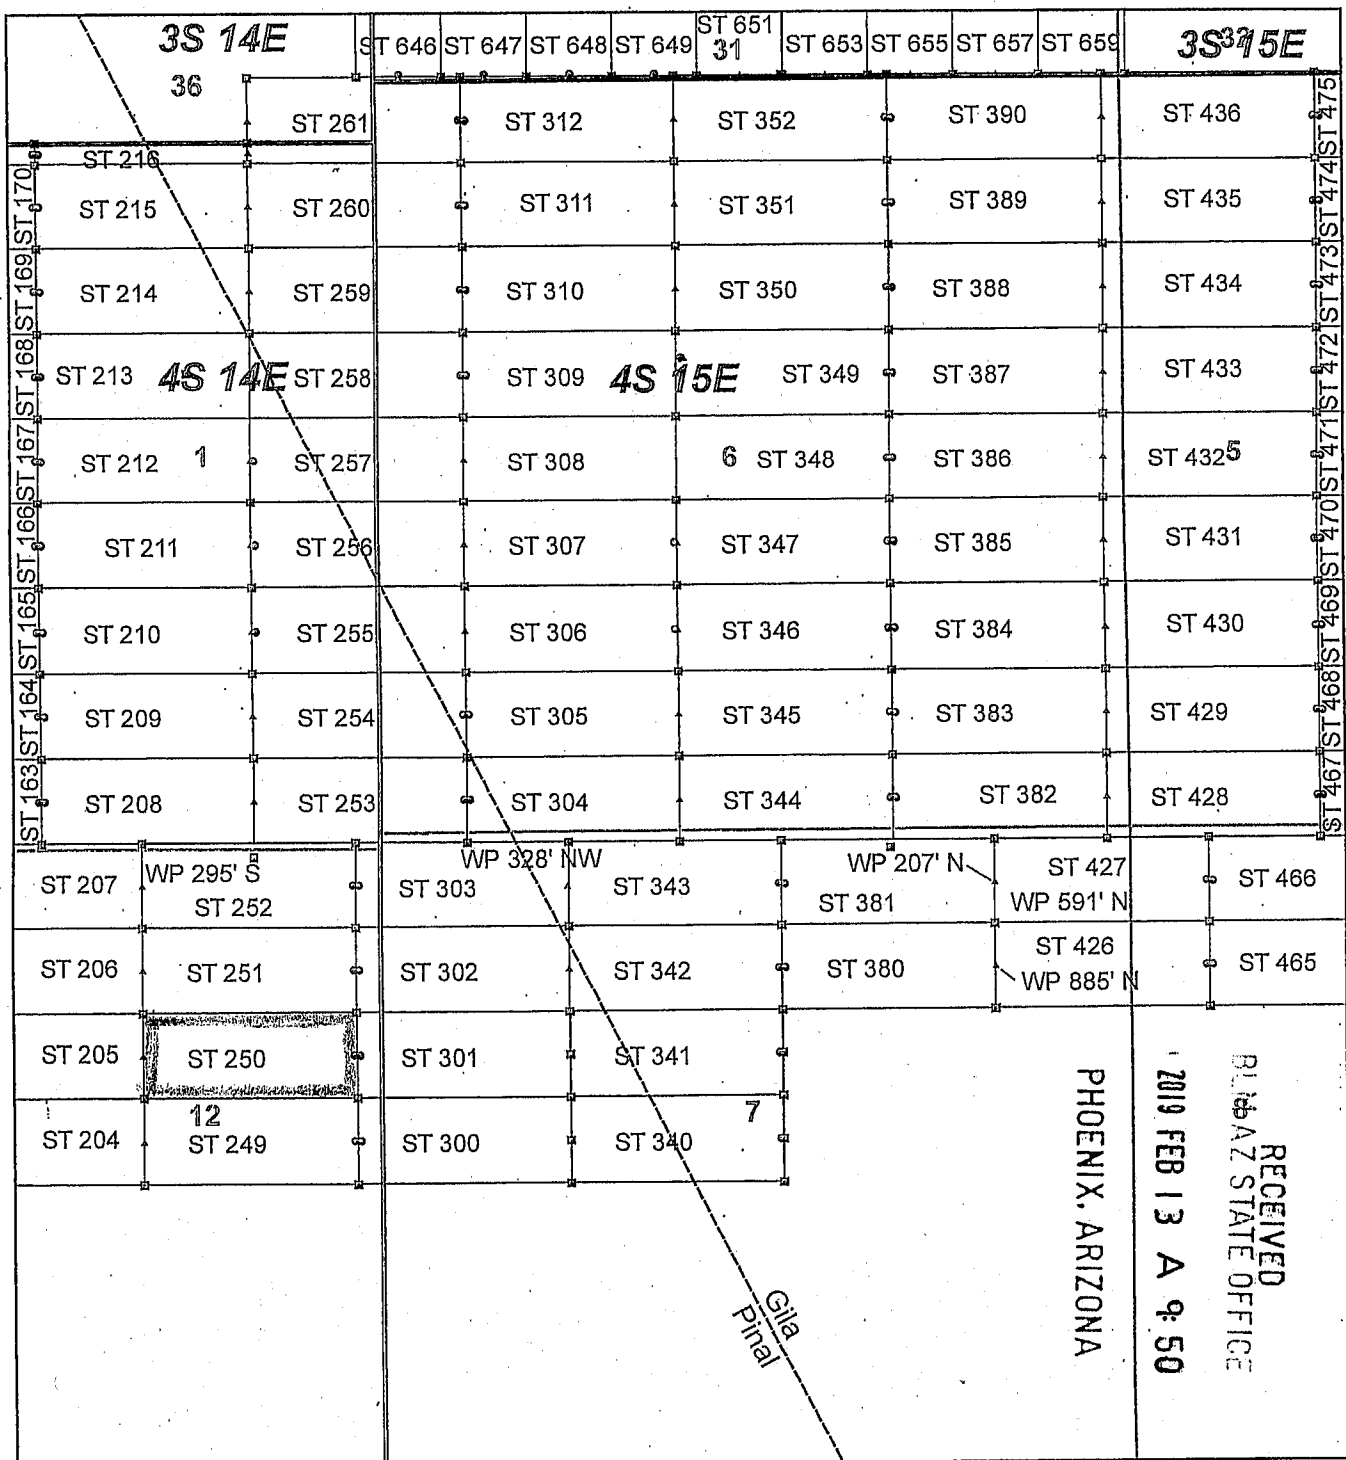 3S 14E
36
ST 646 ST 647 ST 648 ST 649 ST 651 ST 653 ST 655 ST 657 ST 659
31
3S 15E
32
ST 261 ST 312 ST 352 ST 390 ST 436 ST 475
ST 216
ST 170 ST 215 ST 260 ST 311 ST 351 ST 389 ST 435 ST 474
ST 169 ST 214 ST 259 ST 310 ST 350 ST 388 ST 434 ST 473
ST 168 ST 213 4S 14E ST 258 ST 309 4S 15E ST 349 ST 387 ST 433 ST 472
ST 167 ST 212 1 ST 257 ST 308 6 ST 348 ST 386 ST 432 5 ST 471
ST 166 ST 211 ST 256 ST 307 ST 347 ST 385 ST 431 ST 470
ST 165 ST 210 ST 255 ST 306 ST 346 ST 384 ST 430 ST 469
ST 164 ST 209 ST 254 ST 305 ST 345 ST 383 ST 429 ST 468
ST 163 ST 208 ST 253 ST 304 ST 344 ST 382 ST 428 ST 467
WP 295' S WP 328' NW WP 207' N ST 427
ST 207 ST 252 ST 303 ST 343 ST 381 WP 591' N ST 466
ST 426
ST 206 ST 251 ST 302 ST 342 ST 380 WP 885' N ST 465
ST 205 ST 250 ST 301 ST 341
12 7
ST 204 ST 249 ST 300 ST 340
Gila
Pinal
RECEIVED
AZ STATE OFFICE
2019 FEB 13 A 9:50
PHOENIX, ARIZONA